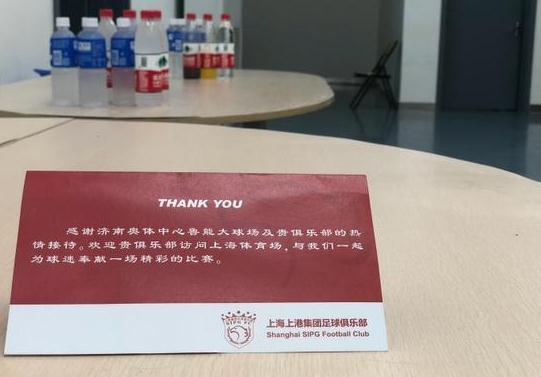 THANK YOU
感谢济南奥体中心鲁能大球场及贵俱乐部的热
情接待。欢迎贵俱乐部访问上海体育场,与我们一起
为球迷奉献一场精彩的比赛。
SIPG FC
上海上港集团足球俱乐部
Shanghai SIPG Football Club